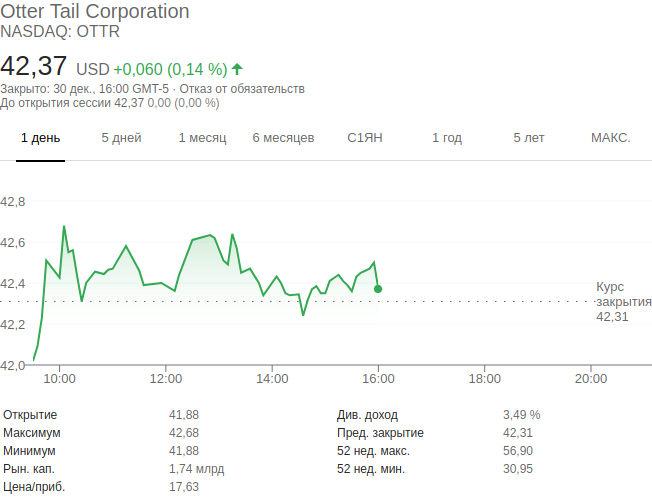 Otter Tail Corporation
NASDAQ: OTTR
42,37 USD +0,060 (0,14 %)
Закрыто: 30 дек., 16:00 GMT-5 · Отказ от обязательств
До открытия сессии 42,37 0,00 (0,00 %)
1 день 5 дней 1 месяц 6 месяцев С1ЯН 1 год 5 лет МАКС.
42,8
42,6
42,4
42,2
42,0
Курс
закрытия
42,31
10:00 12:00 14:00 16:00 18:00 20:00
Открытие 41,88 Див. доход 3,49 %
Максимум 42,68 Пред. закрытие 42,31
Минимум 41,88 52 нед. макс. 56,90
Рын. кап. 1,74 млрд 52 нед. мин. 30,95
Цена/приб. 17,63